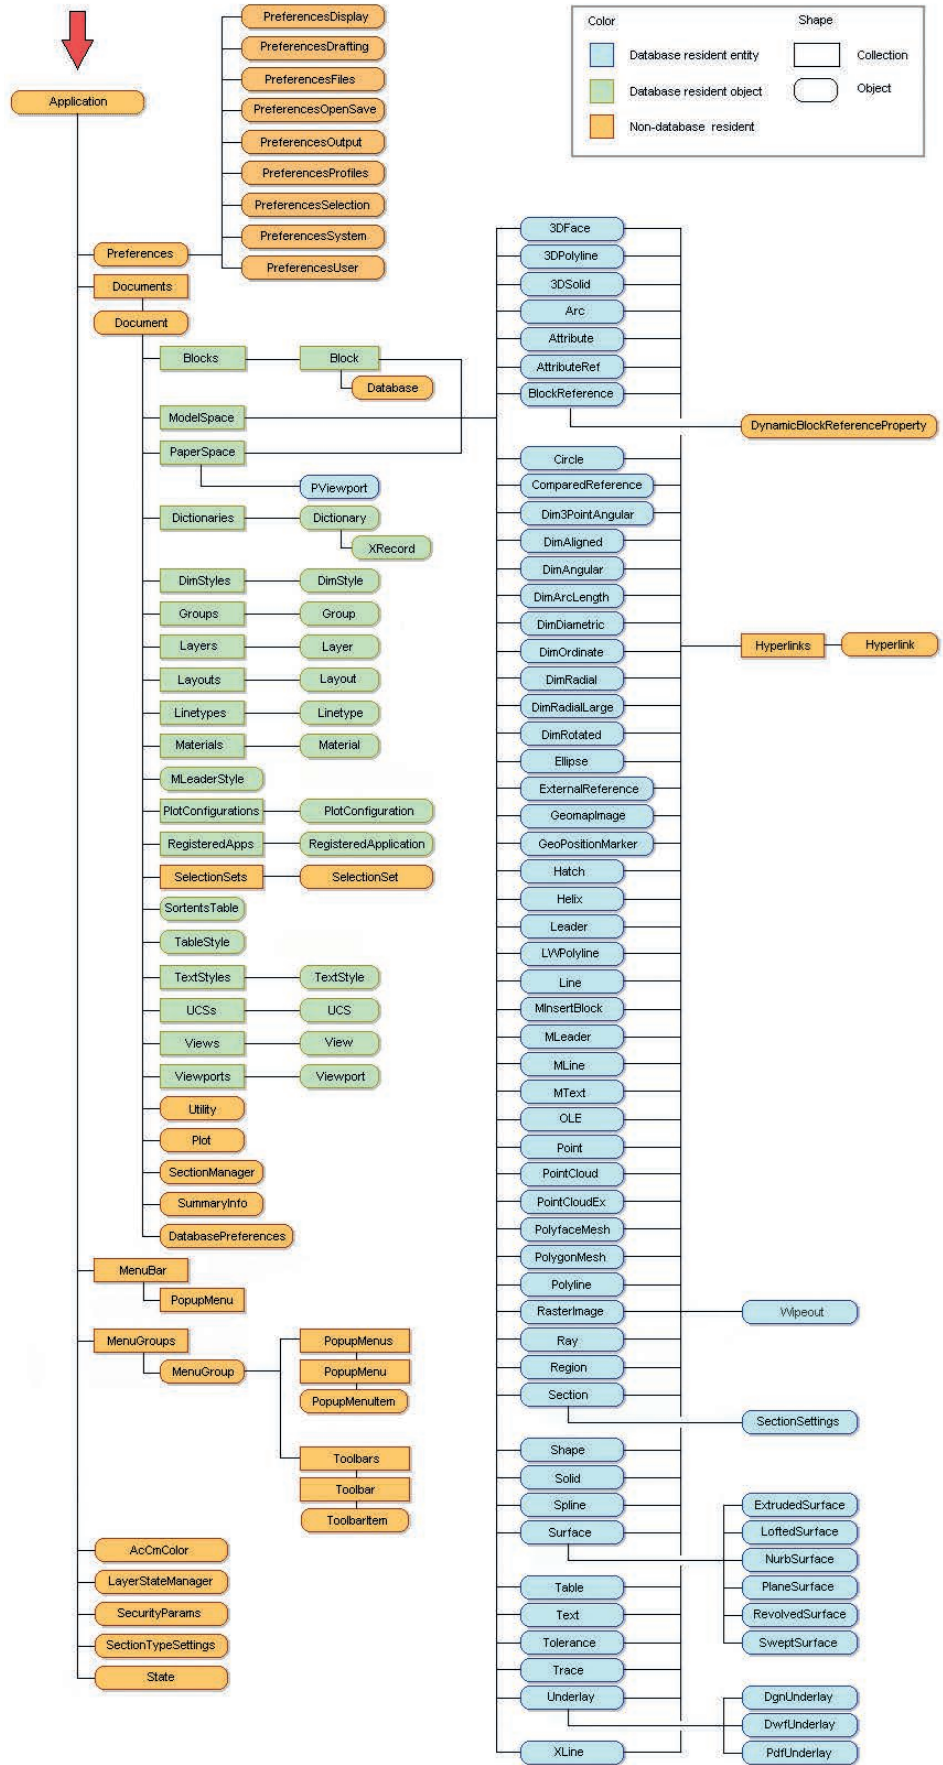 Color
Shape
Database resident entity
Collection
Database resident object
Object
Non-database resident
Application
PreferencesDisplay
PreferencesDrafting
PreferencesFiles
PreferencesOpenSave
PreferencesOutput
PreferencesProfiles
PreferencesSelection
PreferencesSystem
PreferencesUser
Preferences
Documents
Document
Blocks
Block
Database
ModelSpace
PaperSpace
PViewport
Dictionaries
Dictionary
XRecord
DimStyles
DimStyle
Groups
Group
Layers
Layer
Layouts
Layout
Linetypes
Linetype
Materials
Material
MLeaderStyle
PlotConfigurations
PlotConfiguration
RegisteredApps
RegisteredApplication
SelectionSets
SelectionSet
SortentsTable
TableStyle
TextStyles
TextStyle
UCSs
UCS
Views
View
Viewports
Viewport
Utility
Plot
SectionManager
SummaryInfo
DatabasePreferences
MenuBar
PopupMenu
MenuGroups
MenuGroup
PopupMenus
PopupMenu
PopupMenuItem
Toolbars
Toolbar
ToolbarItem
AcCmColor
LayerStateManager
SecurityParams
SectionTypeSettings
State
3DFace
3DPolyline
3DSolid
Arc
Attribute
AttributeRef
BlockReference
DynamicBlockReferenceProperty
Circle
ComparedReference
Dim3PointAngular
DimAligned
DimAngular
DimArcLength
DimDiametric
DimOrdinate
Hyperlinks
Hyperlink
DimRadial
DimRadialLarge
DimRotated
Ellipse
ExternalReference
GeomapImage
GeoPositionMarker
Hatch
Helix
Leader
LWPolyline
Line
MInsertBlock
MLeader
MLine
MText
OLE
Point
PointCloud
PointCloudEx
PolyfaceMesh
PolygonMesh
Polyline
RasterImage
Wipeout
Ray
Region
Section
SectionSettings
Shape
Solid
Spline
Surface
ExtrudedSurface
LoftedSurface
NurbSurface
PlaneSurface
RevolvedSurface
SweptSurface
Table
Text
Tolerance
Trace
Underlay
DgnUnderlay
DwfUnderlay
PdfUnderlay
XLine